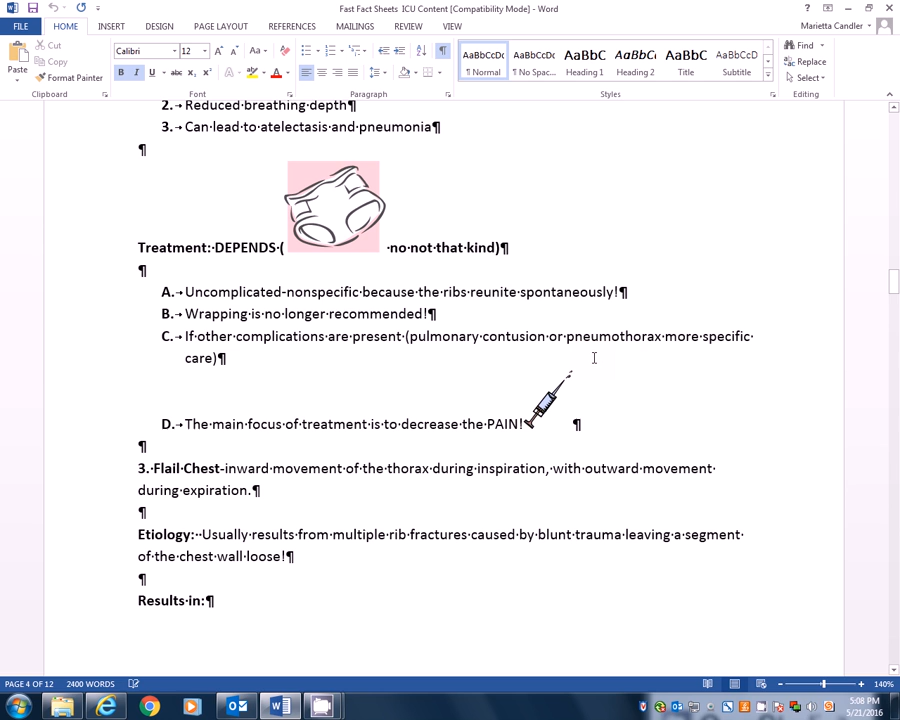 Fast Fact Sheets ICU Content [Compatibility Mode] - Word
FILE HOME INSERT DESIGN PAGE LAYOUT REFERENCES MAILINGS REVIEW VIEW Marietta Candler
Cut
Copy
Format Painter
Paste
Calibri 12
AaBbCcDc AaBbCcDc AaBbC AaBbCc AaBbC AaBbCcD
¶ Normal ¶ No Spac... Heading 1 Heading 2 Title Subtitle
Find
Replace
Select
Clipboard Font Paragraph Styles Editing
2. Reduced·breathing·depth¶
3. Can·lead·to·atelectasis·and·pneumonia¶
¶
Treatment:·DEPENDS·( ·no·not·that·kind)¶
¶
A. Uncomplicated-nonspecific·because·the·ribs·reunite·spontaneously!¶
B. Wrapping·is·no·longer·recommended!¶
C. If·other·complications·are·present·(pulmonary·contusion·or·pneumothorax·more·specific·
care)¶
D. The·main·focus·of·treatment·is·to·decrease·the·PAIN! ¶
¶
3.·Flail·Chest-inward·movement·of·the·thorax·during·inspiration,·with·outward·movement·
during·expiration.¶
¶
Etiology:··Usually·results·from·multiple·rib·fractures·caused·by·blunt·trauma·leaving·a·segment·
of·the·chest·wall·loose!¶
¶
Results·in:¶
PAGE 4 OF 12 2400 WORDS 140%
5:08 PM
5/21/2016